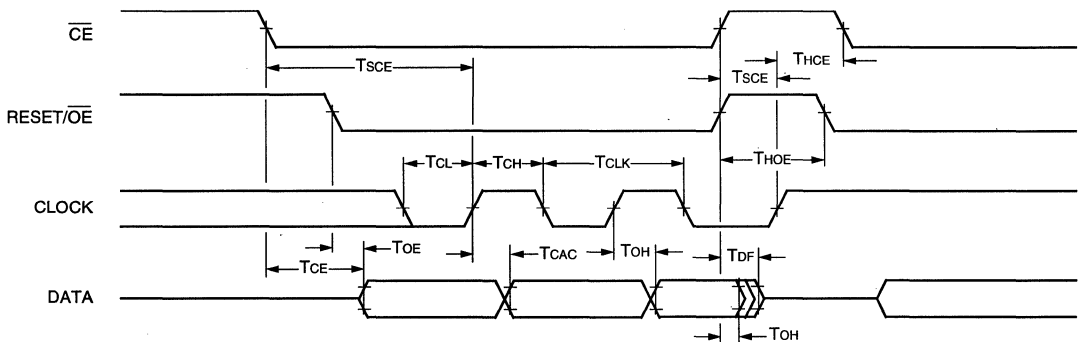 CE
TSCE
THCE
TSCE
RESET/OE
TCL
TCH
TCLK
THOE
CLOCK
TOE
TCAC
TOH
TDF
TCE
DATA
TOH